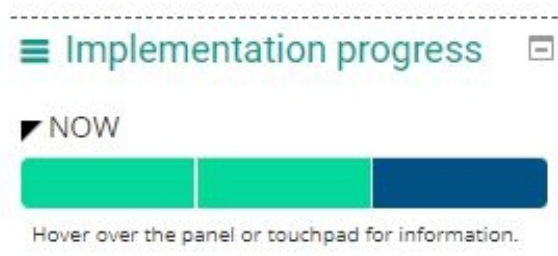 Implementation progress
NOW
Hover over the panel or touchpad for information.